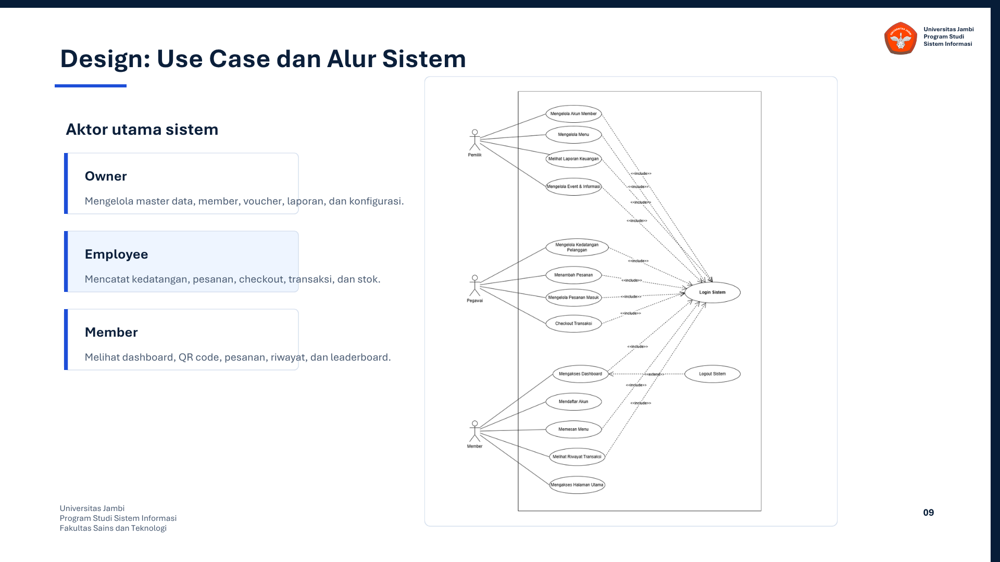 UNIVERSITAS JAMBI
Universitas Jambi
Program Studi
Sistem Informasi
Design: Use Case dan Alur Sistem
Aktor utama sistem
Owner
Mengelola master data, member, voucher, laporan, dan konfigurasi.
Employee
Mencatat kedatangan, pesanan, checkout, transaksi, dan stok.
Member
Melihat dashboard, QR code, pesanan, riwayat, dan leaderboard.
Pemilik
Mengelola Akun Member
Mengelola Menu
Melihat Laporan Keuangan
Mengelola Event & Informasi
<<include>>
<<include>>
<<include>>
<<include>>
Pegawai
Mengelola Kedatangan
Pelanggan
Menambah Pesanan
Mengelola Pesanan Masuk
Checkout Transaksi
<<include>>
<<include>>
<<include>>
<<include>>
Login Sistem
Member
Mengakses Dashboard
Mendaftar Akun
Memesan Menu
Melihat Riwayat Transaksi
Mengakses Halaman Utama
<<include>>
<<extend>>
<<include>>
<<include>>
Logout Sistem
Universitas Jambi
Program Studi Sistem Informasi
Fakultas Sains dan Teknologi
09